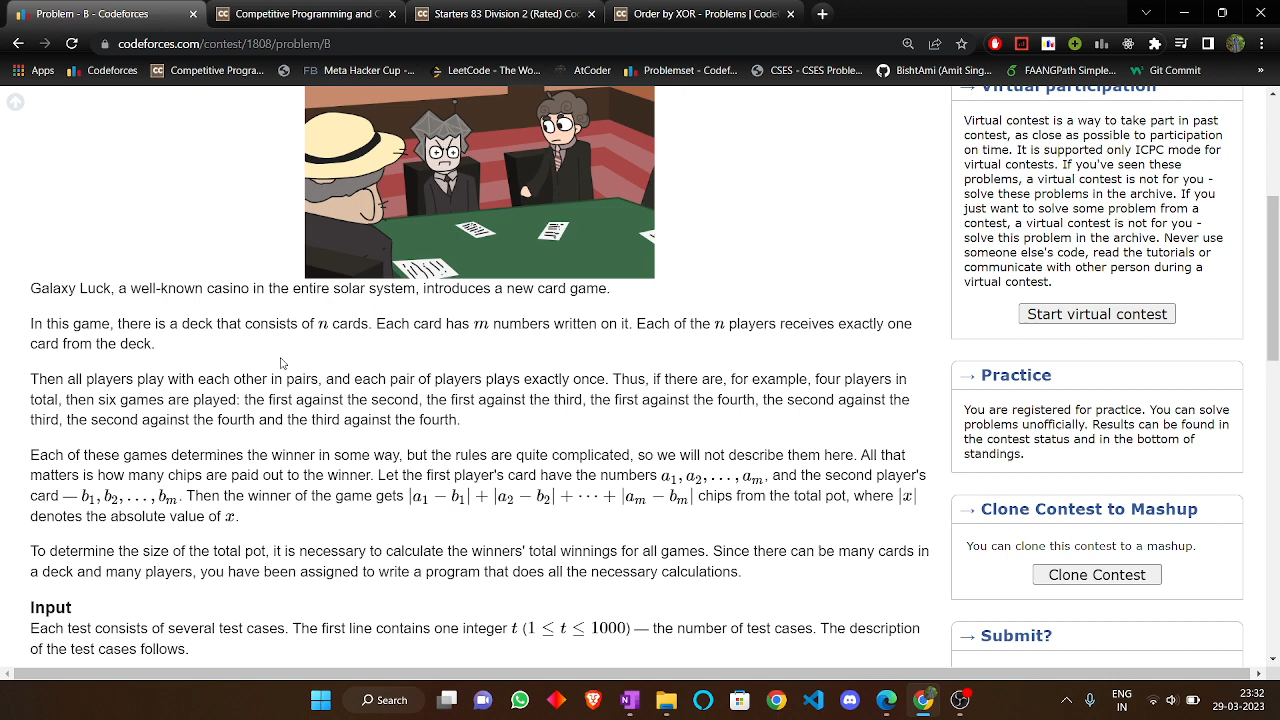 Problem - B - Codeforces
Competitive Programming and C
Starters 83 Division 2 (Rated) Co
Order by XOR - Problems | Code
codeforces.com/contest/1808/problem/B
Apps
Codeforces
Competitive Progra...
Meta Hacker Cup -...
LeetCode - The Wo...
AtCoder
Problemset - Codef...
CSES - CSES Proble...
BishtAmi (Amit Sing...
FAANGPath Simple...
Git Commit
»
Galaxy Luck, a well-known casino in the entire solar system, introduces a new card game.
In this game, there is a deck that consists of n cards. Each card has m numbers written on it. Each of the n players receives exactly one
card from the deck.
Then all players play with each other in pairs, and each pair of players plays exactly once. Thus, if there are, for example, four players in
total, then six games are played: the first against the second, the first against the third, the first against the fourth, the second against the
third, the second against the fourth and the third against the fourth.
Each of these games determines the winner in some way, but the rules are quite complicated, so we will not describe them here. All that
matters is how many chips are paid out to the winner. Let the first player's card have the numbers a₁, a₂, . . . , aₘ, and the second player's
card — b₁, b₂, . . . , bₘ. Then the winner of the game gets |a₁ − b₁| + |a₂ − b₂| + ⋯ + |aₘ − bₘ| chips from the total pot, where |x|
denotes the absolute value of x.
To determine the size of the total pot, it is necessary to calculate the winners' total winnings for all games. Since there can be many cards in
a deck and many players, you have been assigned to write a program that does all the necessary calculations.
Input
Each test consists of several test cases. The first line contains one integer t (1 ≤ t ≤ 1000) — the number of test cases. The description
of the test cases follows.
→ Virtual participation
Virtual contest is a way to take part in past
contest, as close as possible to participation
on time. It is supported only ICPC mode for
virtual contests. If you've seen these
problems, a virtual contest is not for you -
solve these problems in the archive. If you
just want to solve some problem from a
contest, a virtual contest is not for you -
solve this problem in the archive. Never use
someone else's code, read the tutorials or
communicate with other person during a
virtual contest.
Start virtual contest
→ Practice
You are registered for practice. You can solve
problems unofficially. Results can be found in
the contest status and in the bottom of
standings.
→ Clone Contest to Mashup
You can clone this contest to a mashup.
Clone Contest
→ Submit?
Search
ENG
IN
23:32
29-03-2023